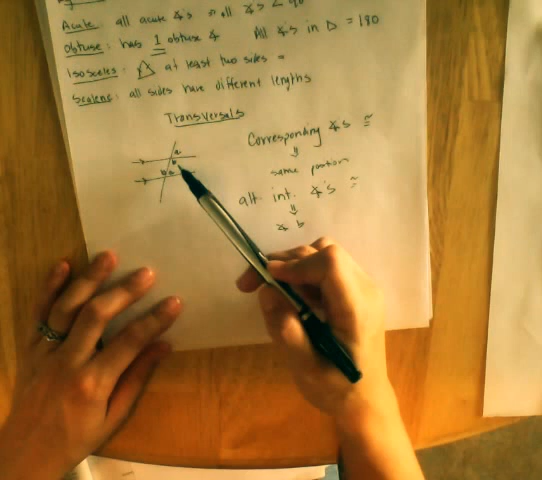 Acute: all acute ∡'s
all ∡'s < 90
Obtuse: has 1 obtuse ∡
All ∡'s in △ = 180
Isosceles: △ at least two sides =
Scalene: all sides have different lengths
Transversals
Corresponding ∡'s ≅
⇓
same position
alt. int. ∡'s ≅
⇓
∡ b
a
b
b a